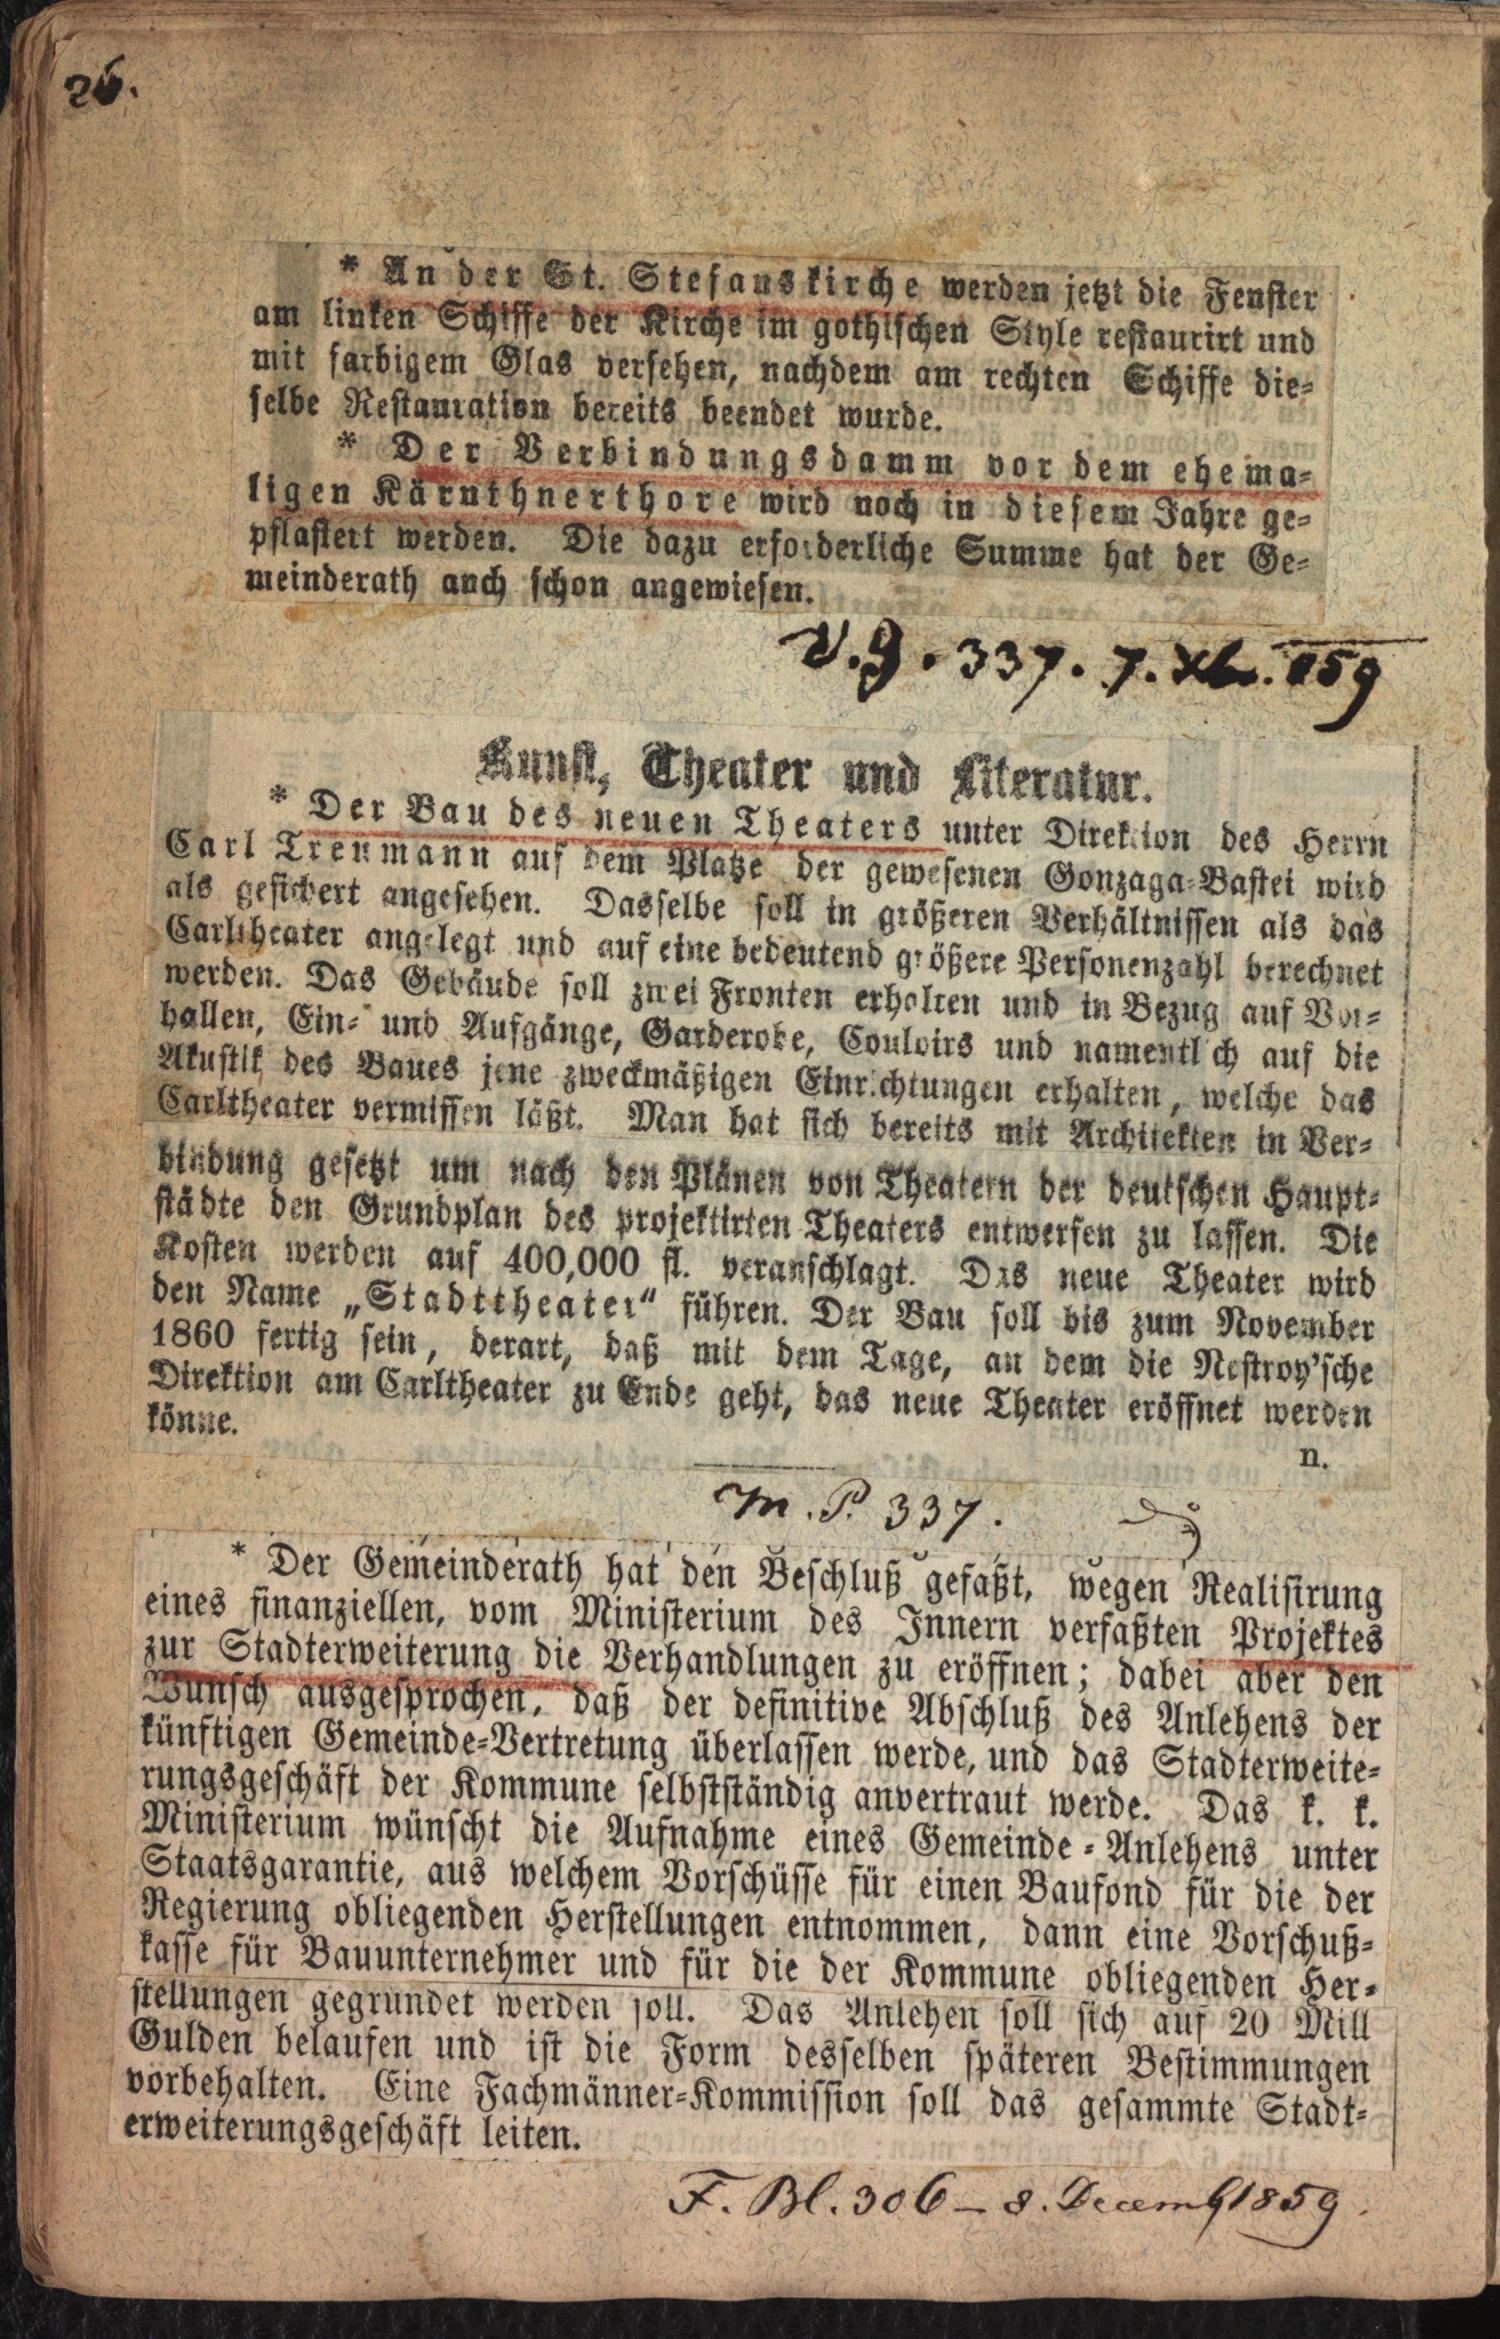 26.
* An der St. Stefanskirche werden jetzt die Fenster
am linken Schiffe der Kirche im gothischen Style restaurirt und
mit farbigem Glas versehen, nachdem am rechten Schiffe die-
selbe Restauration bereits beendet wurde.
* Der Verbindungsdamm vor dem ehema-
ligen Kärnthnerthore wird noch in diesem Jahre ge-
pflastert werden. Die dazu erforderliche Summe hat der Ge-
meinderath auch schon angewiesen.
V. J. 337. 7. Xb. 859
Kunst, Theater und Literatur.
* Der Bau des neuen Theaters unter Direktion des Herrn
Carl Treumann auf dem Platze der gewesenen Gonzaga-Bastei wird
als gesichert angesehen. Dasselbe soll in größeren Verhältnissen als das
Carltheater angelegt und auf eine bedeutend größere Personenzahl berechnet
werden. Das Gebäude soll zwei Fronten erhalten und in Bezug auf Vor-
hallen, Ein- und Aufgänge, Garderobe, Couloirs und namentlich auf die
Akustik des Baues jene zweckmäßigen Einrichtungen erhalten, welche das
Carltheater vermissen läßt. Man hat sich bereits mit Architekten in Ver-
bindung gesetzt um nach den Plänen von Theatern der deutschen Haupt-
städte den Grundplan des projektirten Theaters entwerfen zu lassen. Die
Kosten werden auf 400,000 fl. veranschlagt. Das neue Theater wird
den Name „Stadttheater“ führen. Der Bau soll bis zum November
1860 fertig sein, derart, daß mit dem Tage, an dem die Nestroy'sche
Direktion am Carltheater zu Ende geht, das neue Theater eröffnet werden
könne.
n.
M. P. 337.
* Der Gemeinderath hat den Beschluß gefaßt, wegen Realisirung
eines finanziellen, vom Ministerium des Innern verfaßten Projektes
zur Stadterweiterung die Verhandlungen zu eröffnen; dabei aber den
Wunsch ausgesprochen, daß der definitive Abschluß des Anlehens der
künftigen Gemeinde-Vertretung überlassen werde, und das Stadterweite-
rungsgeschäft der Kommune selbstständig anvertraut werde. Das k. k.
Ministerium wünscht die Aufnahme eines Gemeinde-Anlehens unter
Staatsgarantie, aus welchem Vorschüsse für einen Baufond für die der
Regierung obliegenden Herstellungen entnommen, dann eine Vorschuß-
kasse für Bauunternehmer und für die der Kommune obliegenden Her-
stellungen gegründet werden soll. Das Anlehen soll sich auf 20 Mill
Gulden belaufen und ist die Form desselben späteren Bestimmungen
vorbehalten. Eine Fachmänner-Kommission soll das gesammte Stadt-
erweiterungsgeschäft leiten.
F. Bl. 306 – 8. Decemb 1859.